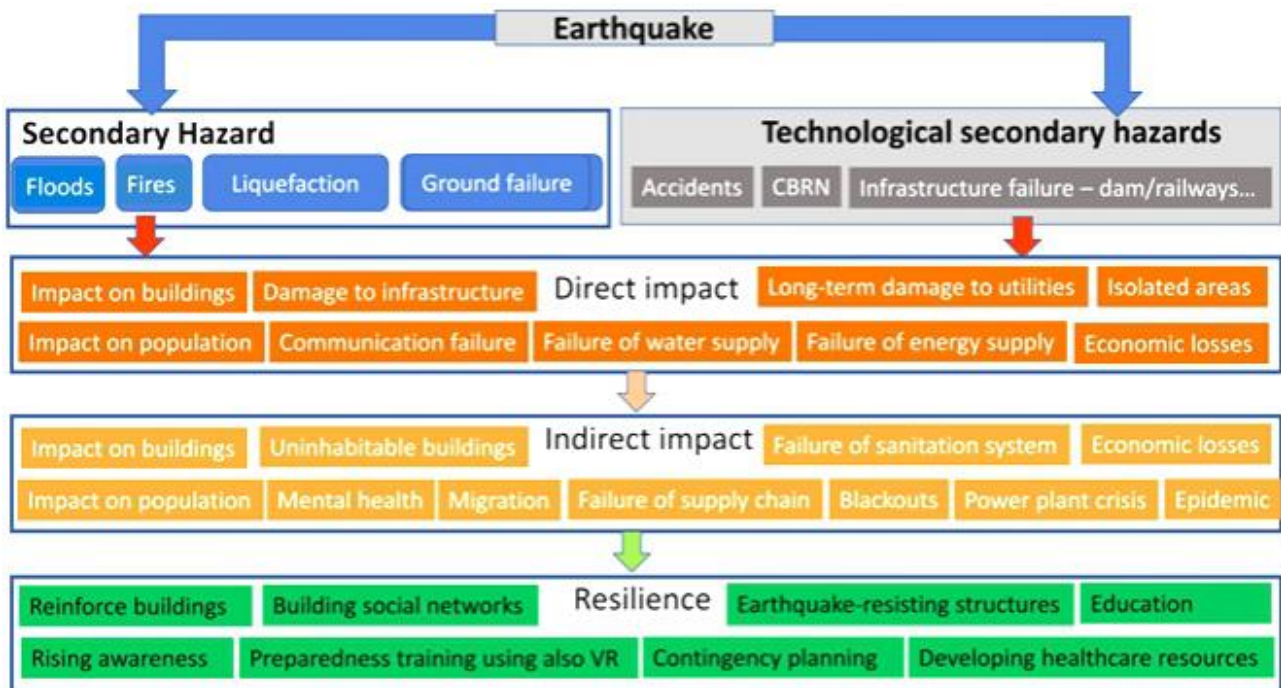 Earthquake
Secondary Hazard
Floods
Fires
Liquefaction
Ground failure
Technological secondary hazards
Accidents
CBRN
Infrastructure failure – dam/railways...
Direct impact
Impact on buildings
Damage to infrastructure
Long-term damage to utilities
Isolated areas
Impact on population
Communication failure
Failure of water supply
Failure of energy supply
Economic losses
Indirect impact
Impact on buildings
Uninhabitable buildings
Failure of sanitation system
Economic losses
Impact on population
Mental health
Migration
Failure of supply chain
Blackouts
Power plant crisis
Epidemic
Resilience
Reinforce buildings
Building social networks
Earthquake-resisting structures
Education
Rising awareness
Preparedness training using also VR
Contingency planning
Developing healthcare resources